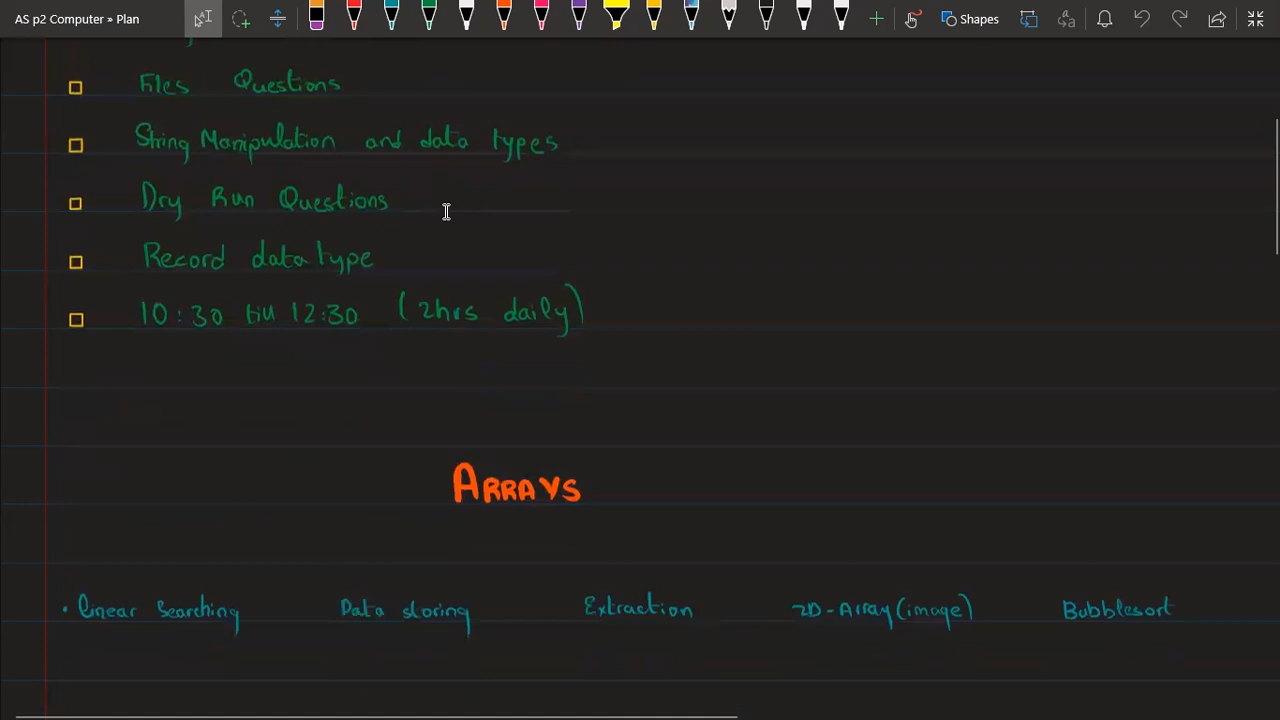 AS p2 Computer » Plan
Shapes
Files Questions
String Manipulation and data types
Dry Run Questions
Record data type
10:30 till 12:30 (2hrs daily)
ARRAYS
• Linear Searching Data storing Extraction 2D-Array(image) Bubblesort